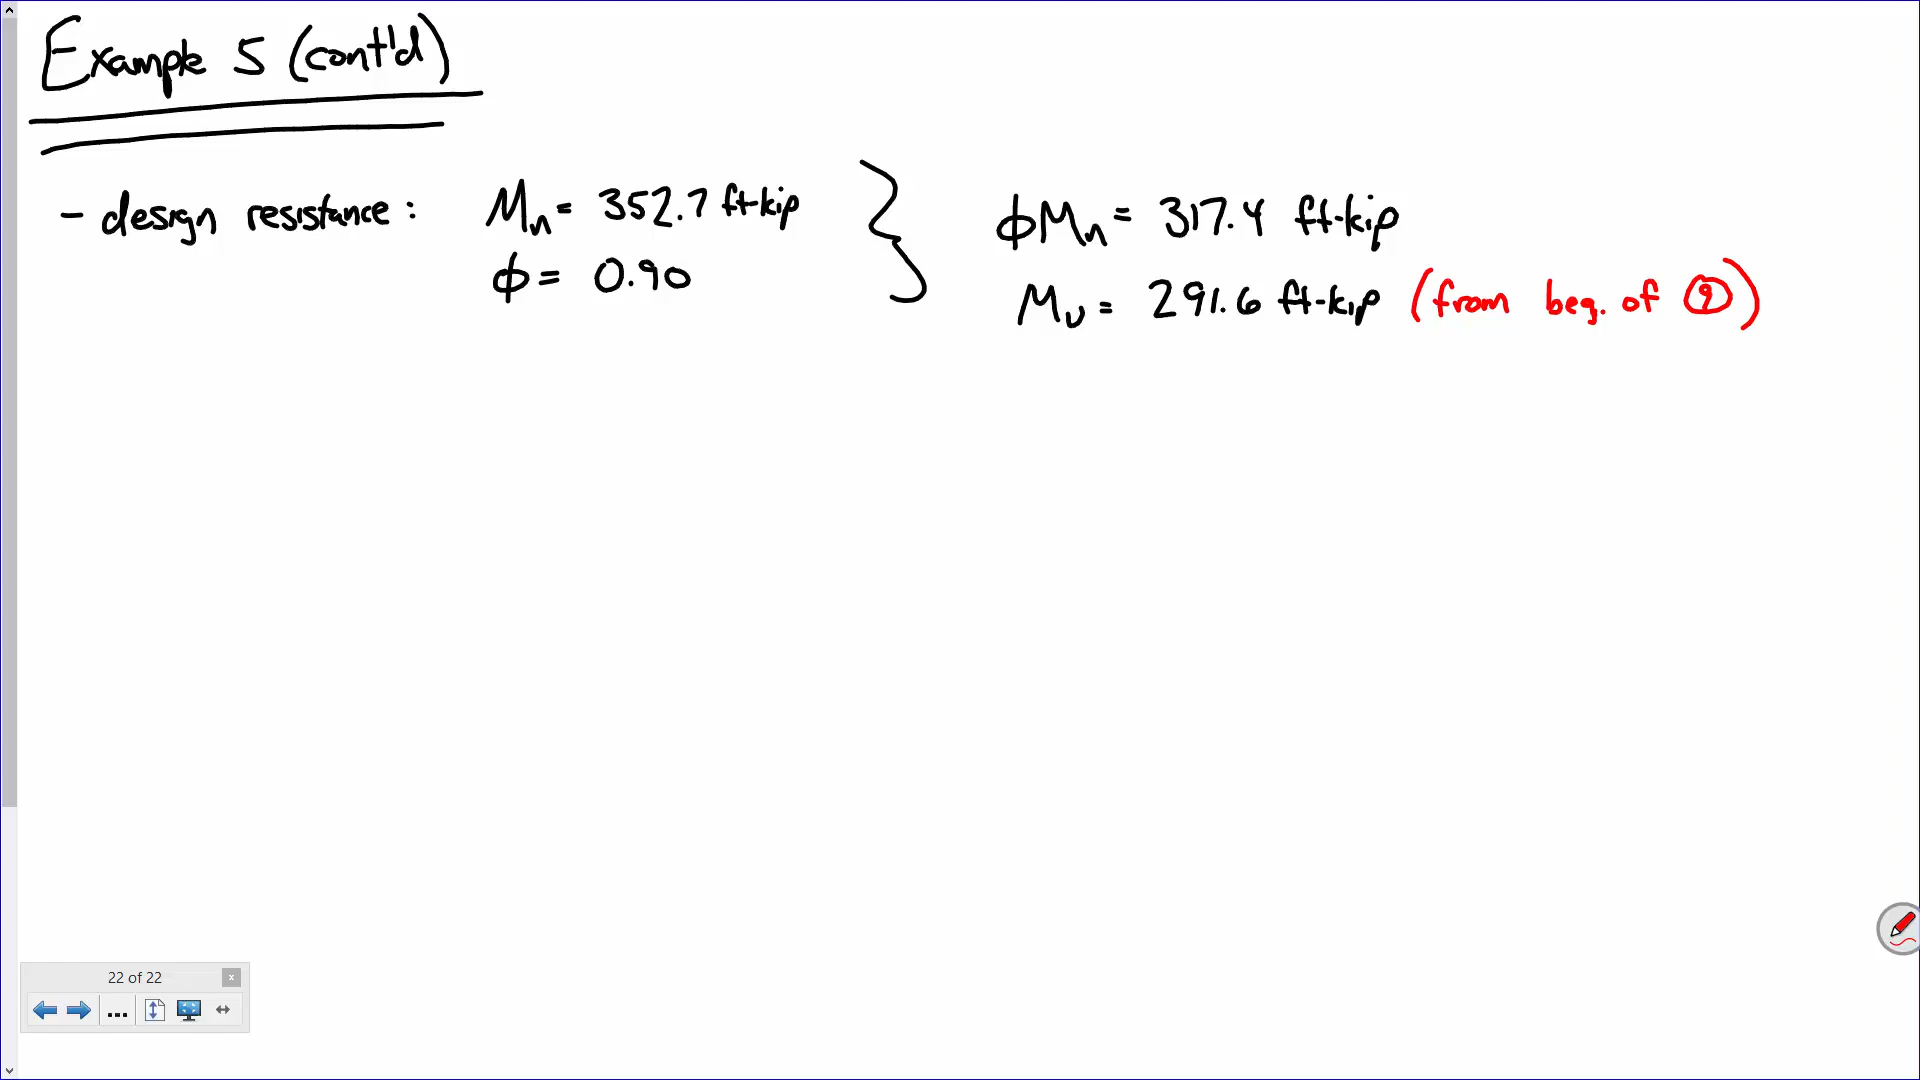 Example 5 (cont'd)
- design resistance: Mn = 352.7 ft-kip
ϕ = 0.90
ϕMn = 317.4 ft-kip
Mu = 291.6 ft-kip (from beg. of ⑨)
22 of 22